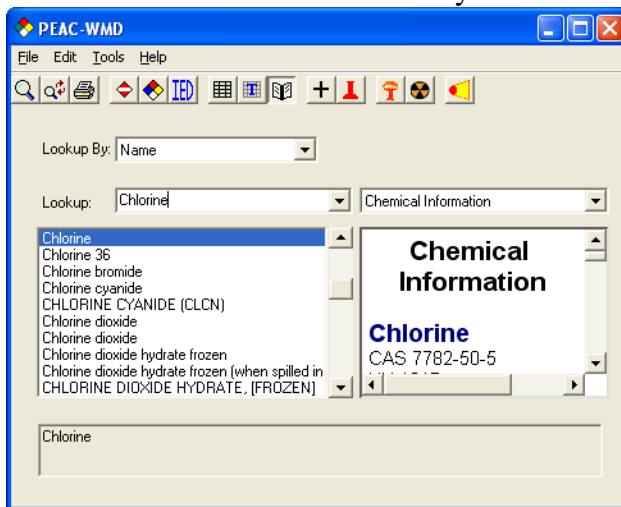 PEAC-WMD
File Edit Tools Help
IED
Lookup By: Name
Lookup: Chlorine Chemical Information
Chlorine
Chlorine 36
Chlorine bromide
Chlorine cyanide
CHLORINE CYANIDE (CLCN)
Chlorine dioxide
Chlorine dioxide
Chlorine dioxide hydrate frozen
Chlorine dioxide hydrate frozen (when spilled in
CHLORINE DIOXIDE HYDRATE, [FROZEN]
Chemical
Information
Chlorine
CAS 7782-50-5
Chlorine